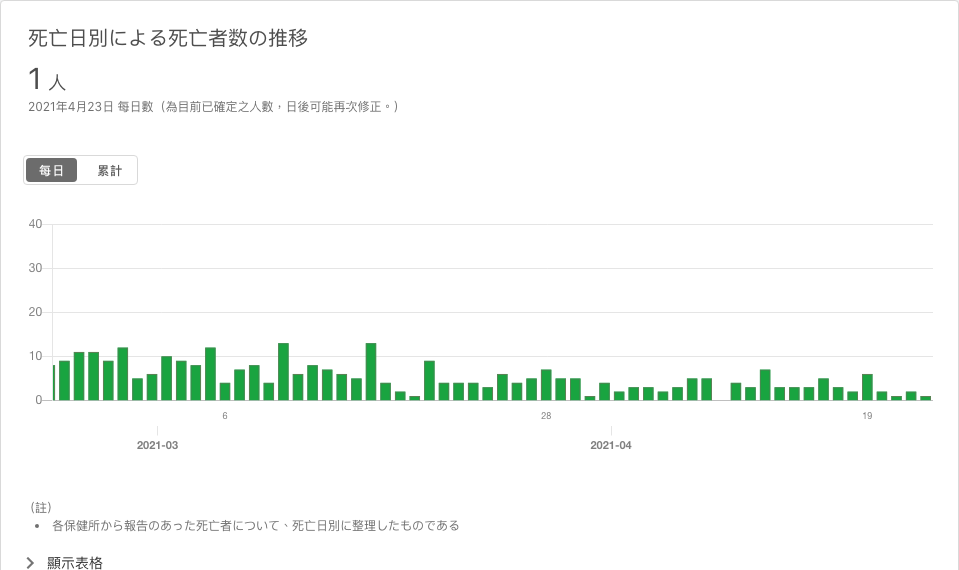 死亡日別による死亡者数の推移
1 人
2021年4月23日 每日數（為目前已確定之人數，日後可能再次修正。）
每日 累計
40
30
20
10
0
6 28 19
2021-03 2021-04
（註）
• 各保健所から報告のあった死亡者について、死亡日別に整理したものである
顯示表格